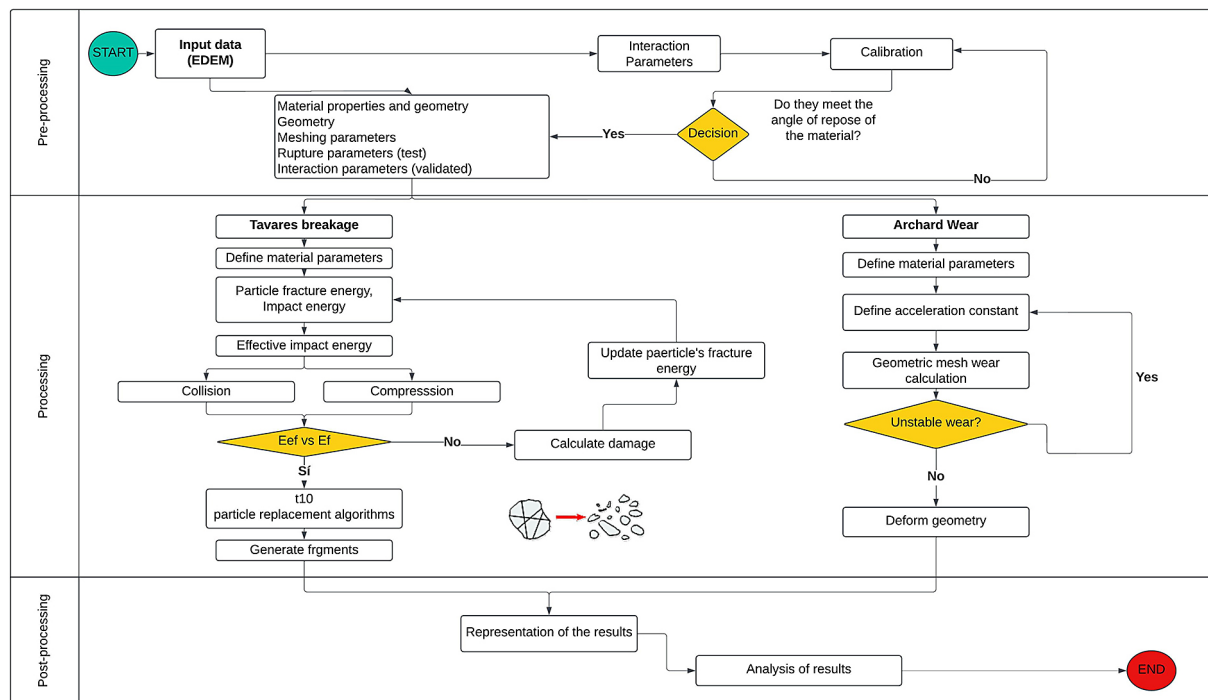 Pre-processing
START
Input data
(EDEM)
Interaction
Parameters
Calibration
Material properties and geometry
Geometry
Meshing parameters
Rupture parameters (test)
Interaction parameters (validated)
Yes
Decision
Do they meet the
angle of repose of
the material?
No
Processing
Tavares breakage
Define material parameters
Particle fracture energy,
Impact energy
Effective impact energy
Collision
Compresssion
Eef vs Ef
No
Calculate damage
Update paerticle's fracture
energy
Sí
t10
particle replacement algorithms
Generate frgments
Archard Wear
Define material parameters
Define acceleration constant
Geometric mesh wear
calculation
Yes
Unstable wear?
No
Deform geometry
Post-processing
Representation of the results
Analysis of results
END